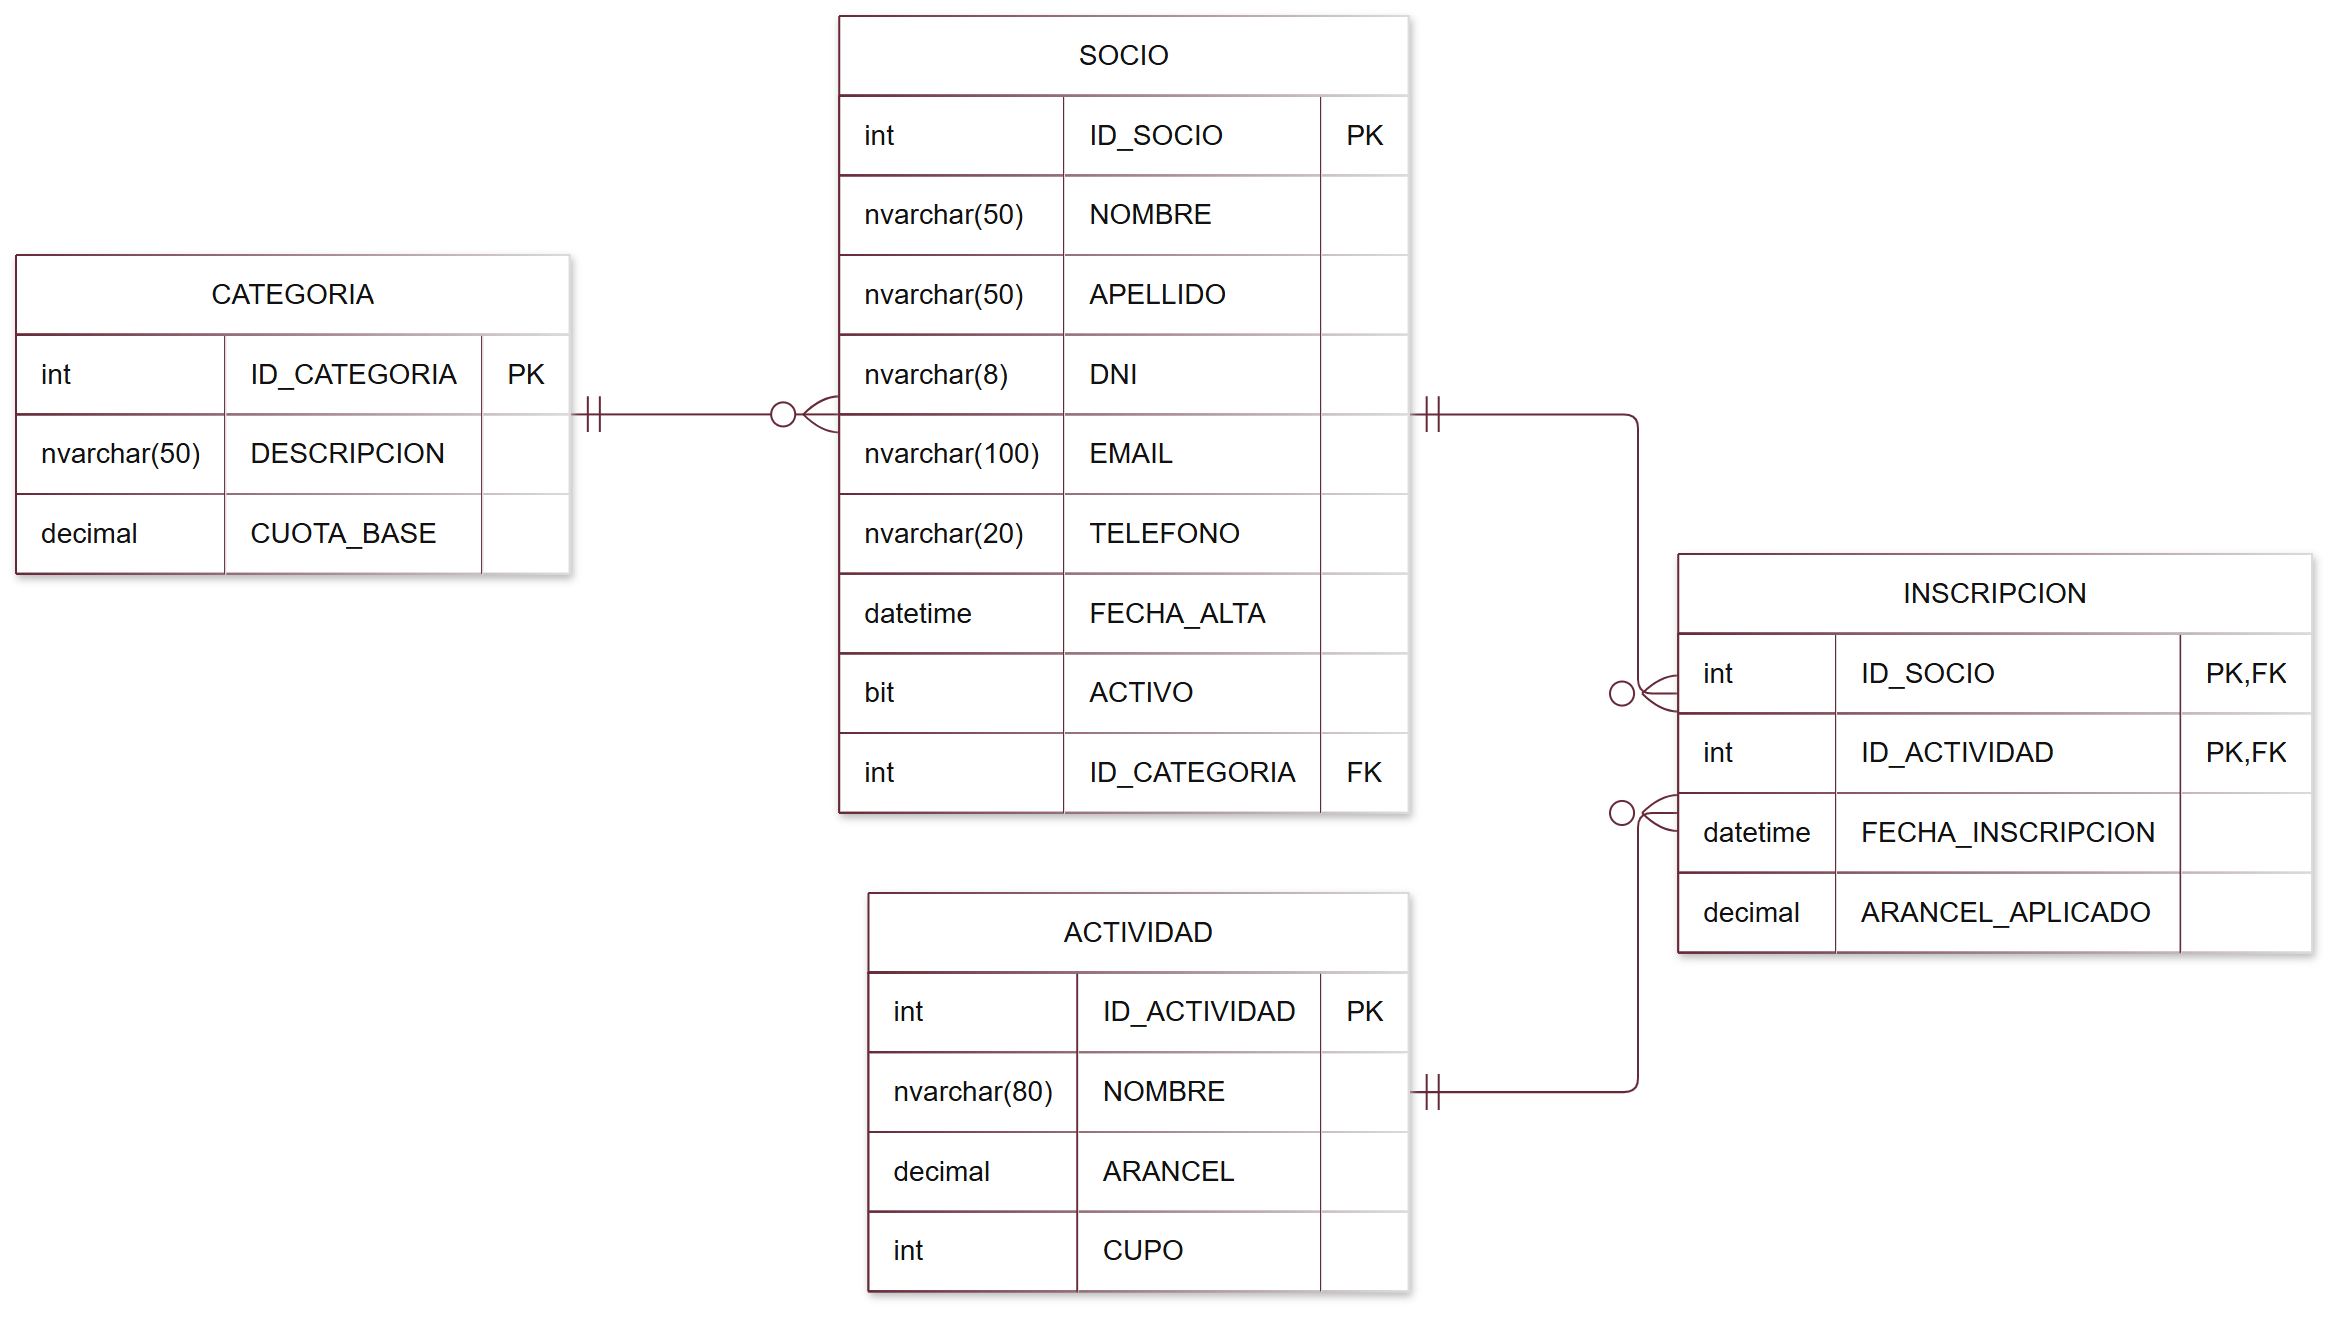 CATEGORIA
int ID_CATEGORIA PK
nvarchar(50) DESCRIPCION
decimal CUOTA_BASE
SOCIO
int ID_SOCIO PK
nvarchar(50) NOMBRE
nvarchar(50) APELLIDO
nvarchar(8) DNI
nvarchar(100) EMAIL
nvarchar(20) TELEFONO
datetime FECHA_ALTA
bit ACTIVO
int ID_CATEGORIA FK
ACTIVIDAD
int ID_ACTIVIDAD PK
nvarchar(80) NOMBRE
decimal ARANCEL
int CUPO
INSCRIPCION
int ID_SOCIO PK,FK
int ID_ACTIVIDAD PK,FK
datetime FECHA_INSCRIPCION
decimal ARANCEL_APLICADO